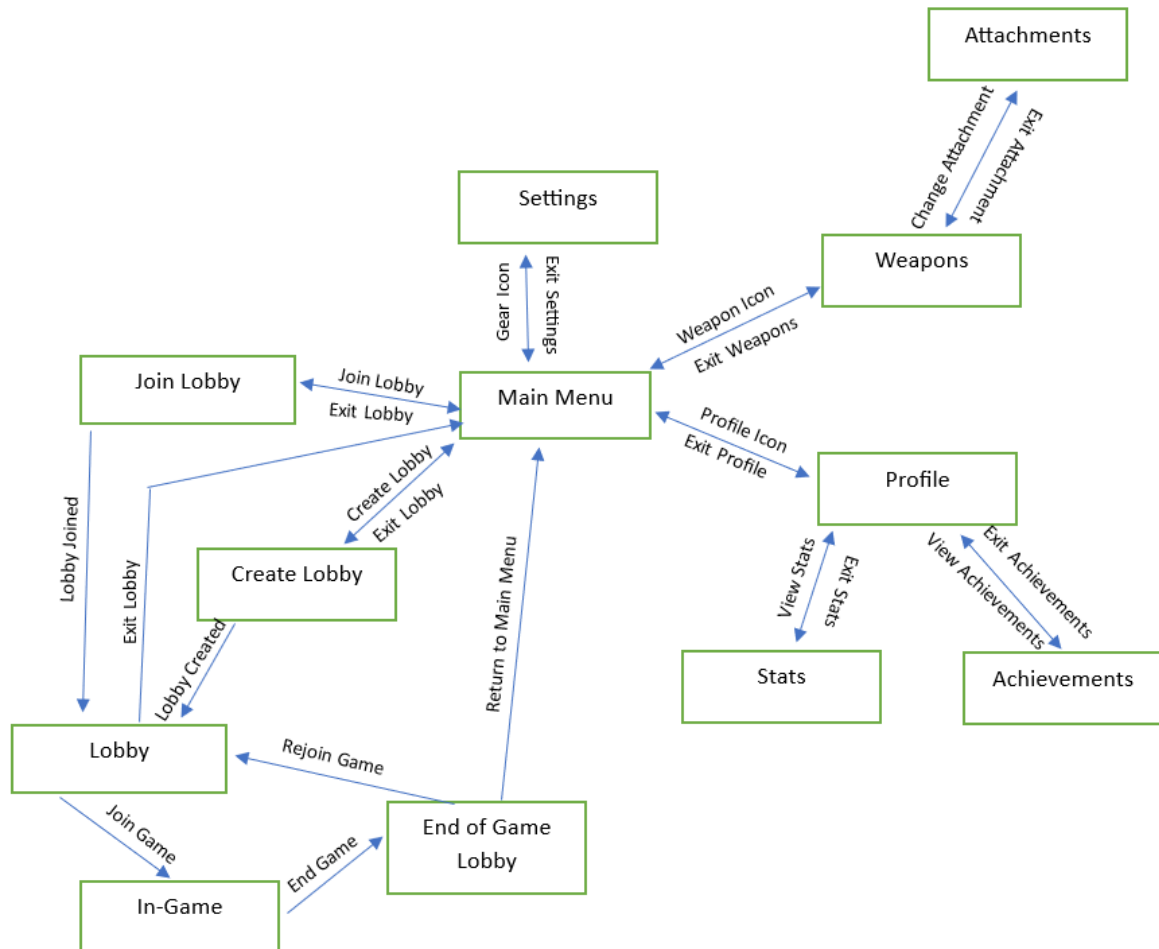 Attachments
Change Attachment
Exit Attachment
Settings
Weapons
Gear Icon
Exit Settings
Weapon Icon
Exit Weapons
Join Lobby
Join Lobby
Exit Lobby
Main Menu
Profile Icon
Exit Profile
Profile
Create Lobby
Exit Lobby
Lobby Joined
Exit Lobby
Create Lobby
Lobby Created
Return to Main Menu
View Stats
Exit Stats
Exit Achievements
View Achievements
Stats
Achievements
Lobby
Rejoin Game
Join Game
End Game
End of Game
Lobby
In-Game